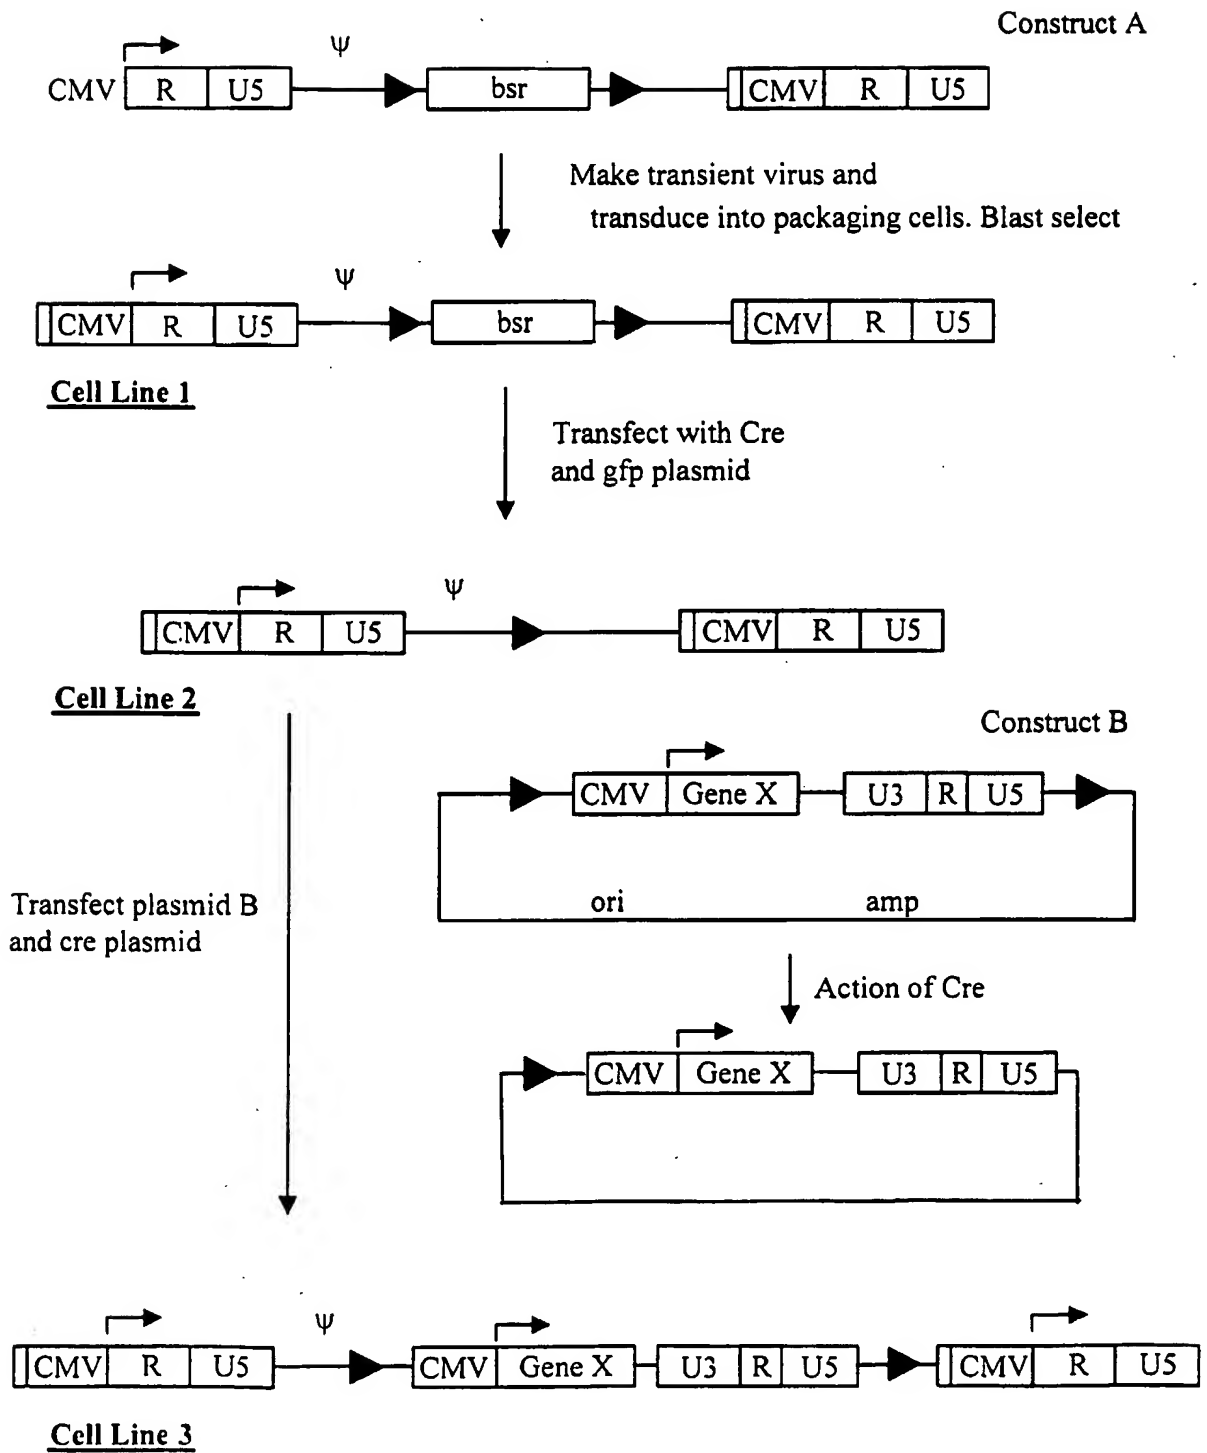 Construct A
ψ
CMV R U5 bsr CMV R U5
Make transient virus and
transduce into packaging cells. Blast select
ψ
CMV R U5 bsr CMV R U5
Cell Line 1
Transfect with Cre
and gfp plasmid
ψ
CMV R U5 CMV R U5
Cell Line 2
Construct B
CMV Gene X U3 R U5
ori amp
Transfect plasmid B
and cre plasmid
Action of Cre
CMV Gene X U3 R U5
ψ
CMV R U5 CMV Gene X U3 R U5 CMV R U5
Cell Line 3